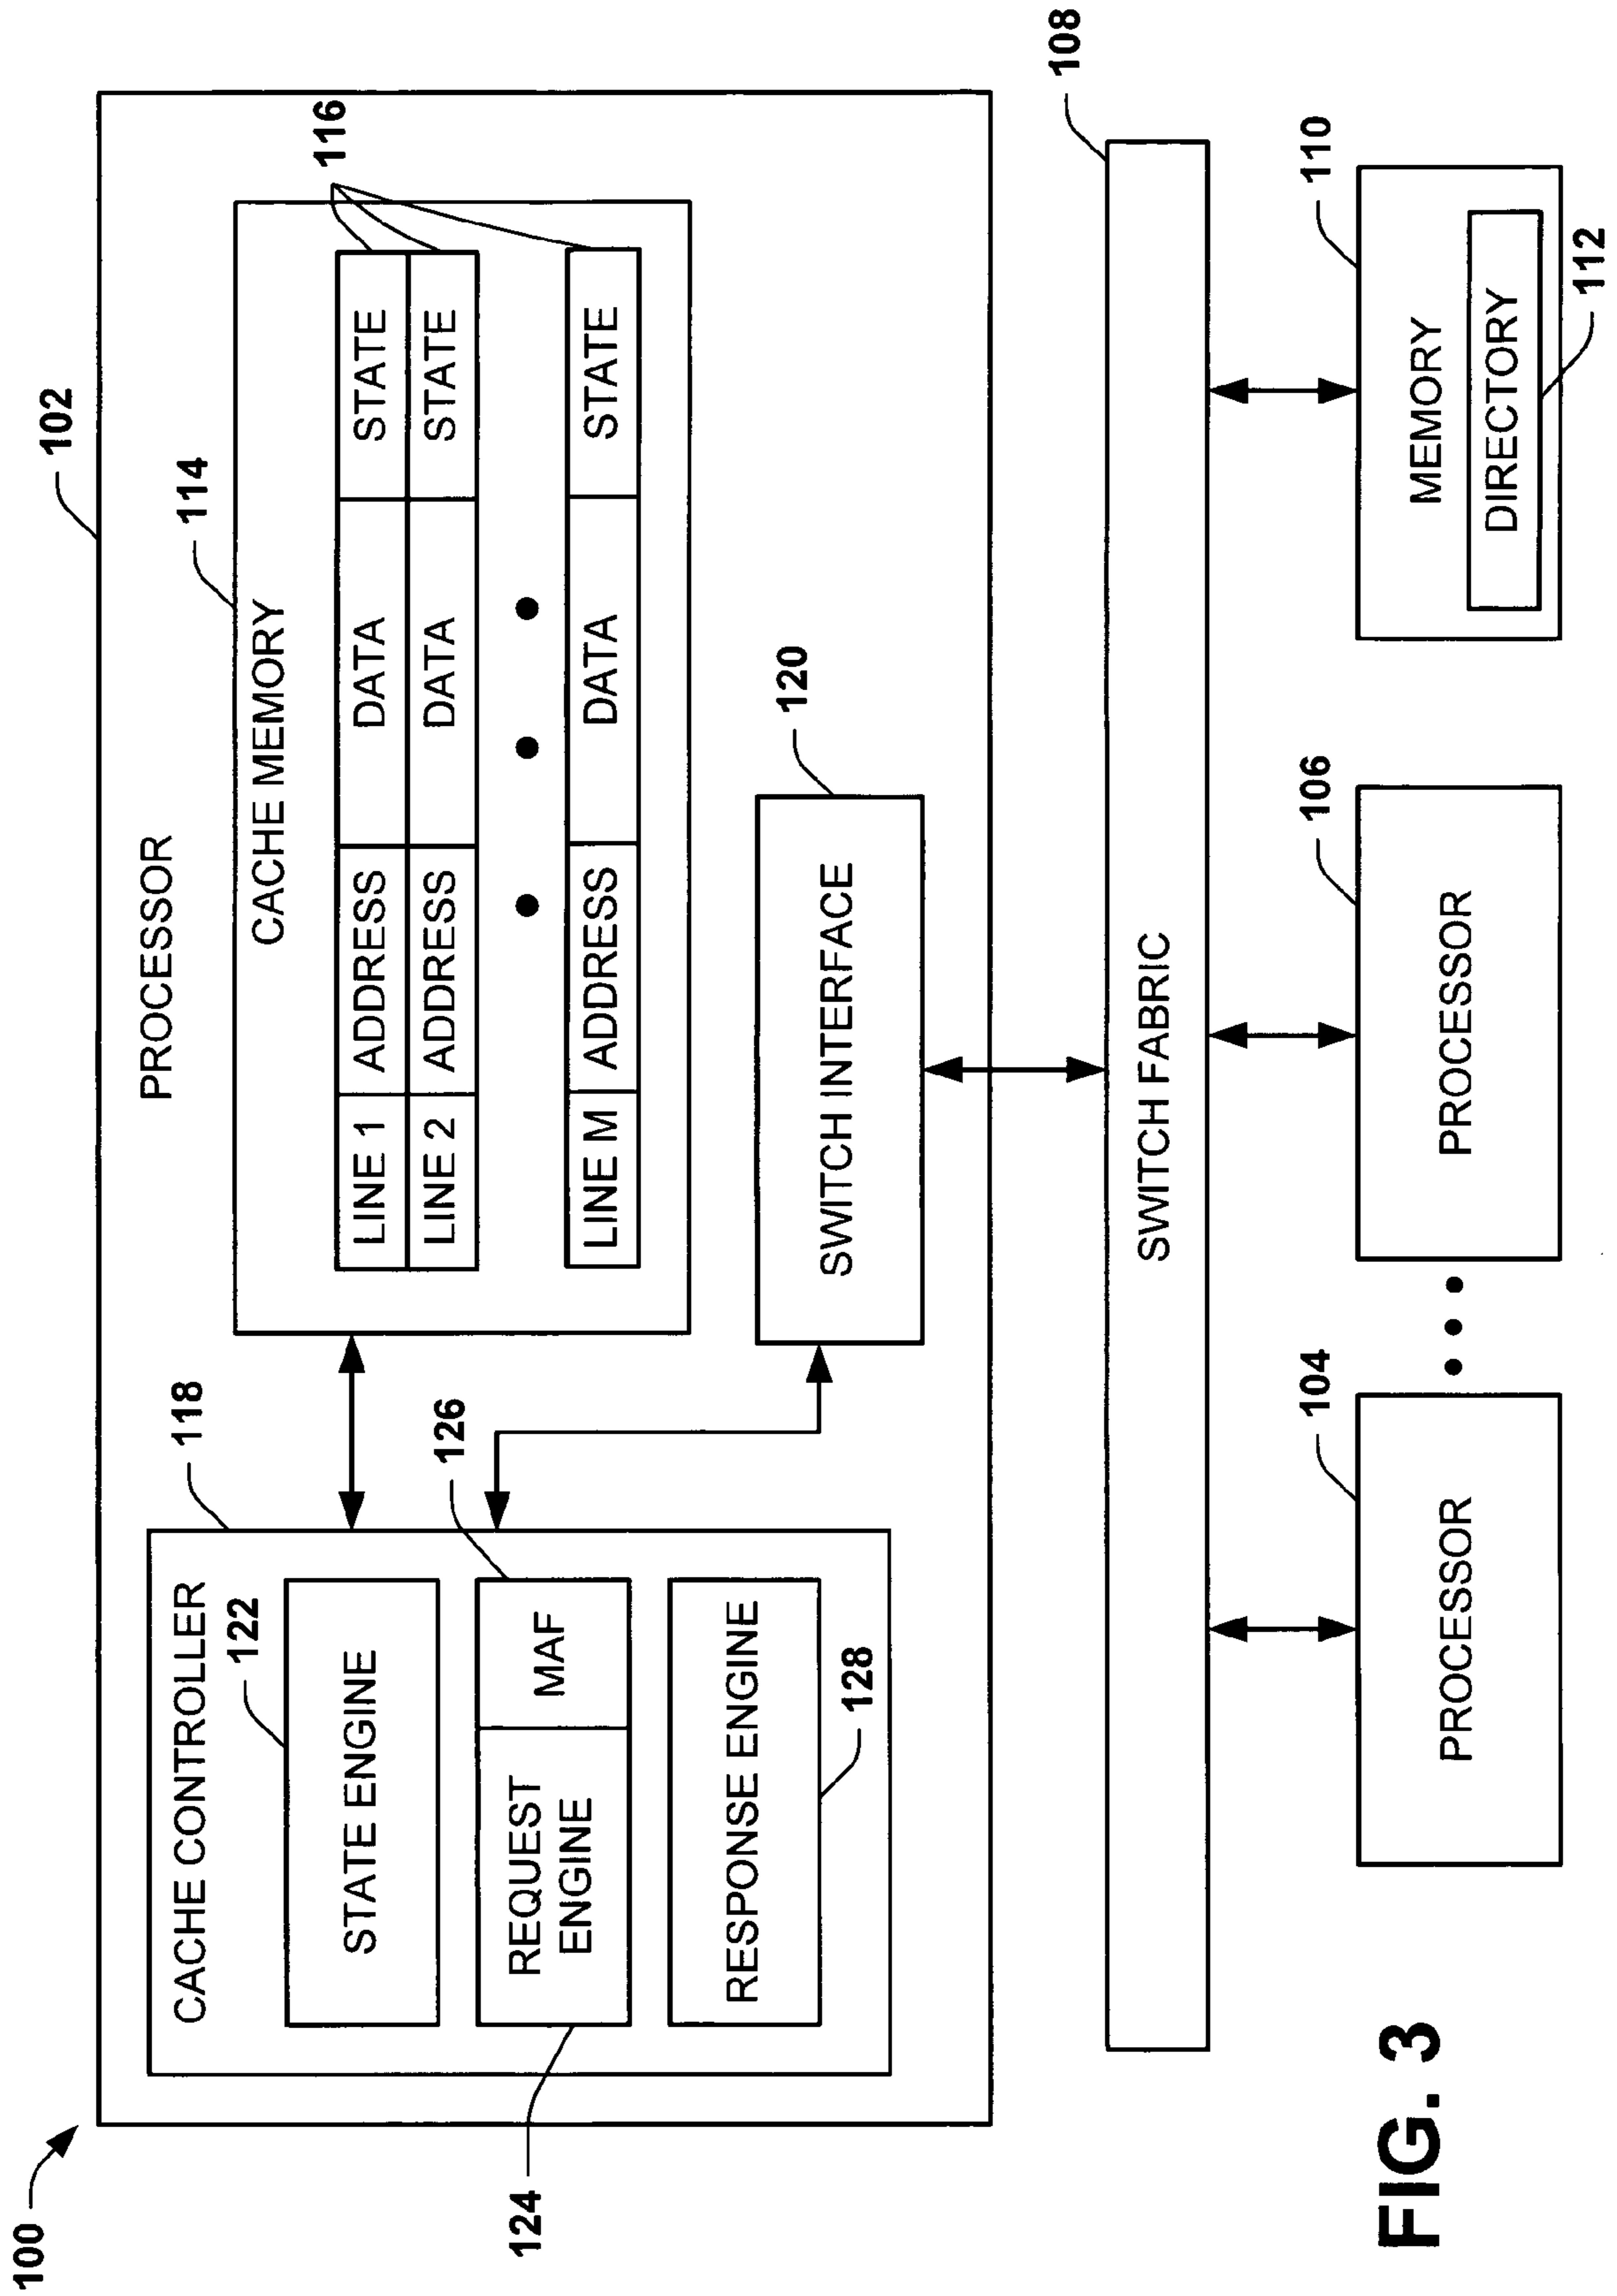 100
102
PROCESSOR
118
CACHE CONTROLLER
122
STATE ENGINE
126
REQUEST
ENGINE
MAF
124
RESPONSE ENGINE
128
114
CACHE MEMORY
116
LINE 1 ADDRESS DATA STATE
LINE 2 ADDRESS DATA STATE
• • •
LINE M ADDRESS DATA STATE
120
SWITCH INTERFACE
108
SWITCH FABRIC
104
PROCESSOR
• • •
106
PROCESSOR
110
MEMORY
DIRECTORY
112
FIG. 3